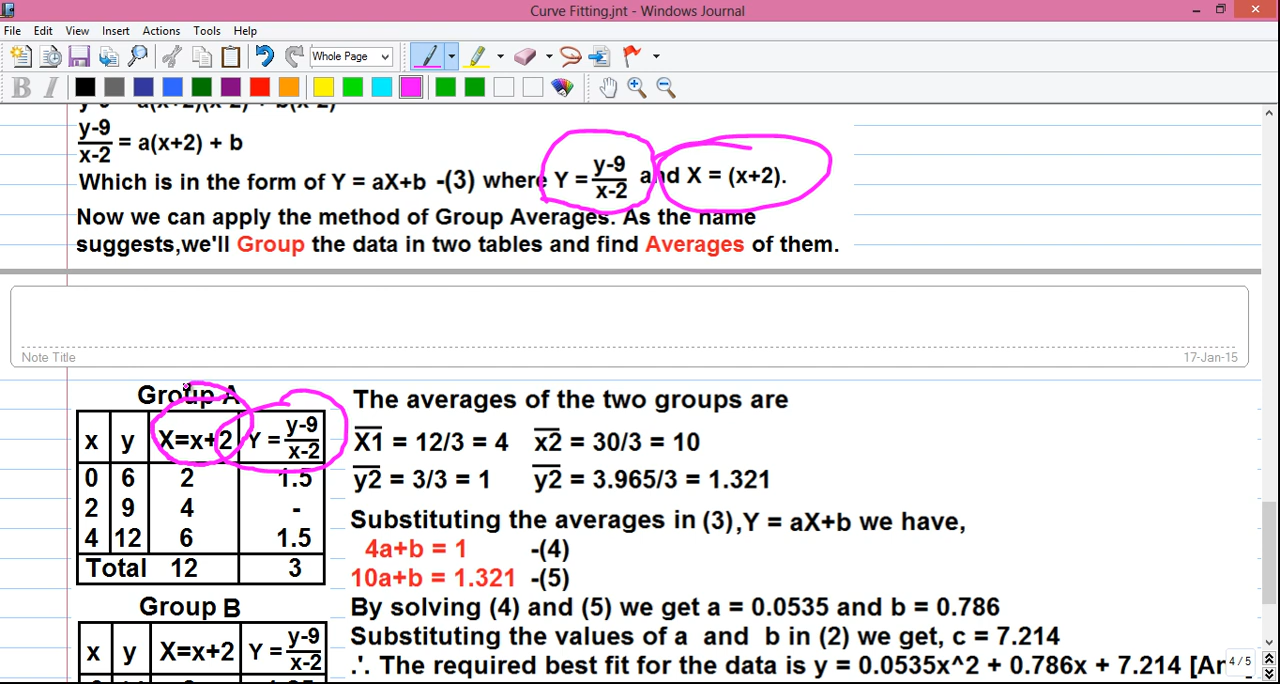 Curve Fitting.jnt - Windows Journal
File Edit View Insert Actions Tools Help
Whole Page
B I
y-9
x-2 = a(x+2) + b
Which is in the form of Y = aX+b -(3) where Y = y-9 and X = (x+2).
x-2
Now we can apply the method of Group Averages. As the name
suggests,we'll Group the data in two tables and find Averages of them.
Note Title 17-Jan-15
Group A
x y X=x+2 Y = y-9
x-2
0 6 2 1.5
2 9 4 -
4 12 6 1.5
Total 12 3
Group B
x y X=x+2 Y = y-9
x-2
The averages of the two groups are
X1 = 12/3 = 4 x2 = 30/3 = 10
y2 = 3/3 = 1 y2 = 3.965/3 = 1.321
Substituting the averages in (3),Y = aX+b we have,
4a+b = 1 -(4)
10a+b = 1.321 -(5)
By solving (4) and (5) we get a = 0.0535 and b = 0.786
Substituting the values of a and b in (2) we get, c = 7.214
∴ The required best fit for the data is y = 0.0535x^2 + 0.786x + 7.214 [An
4 / 5